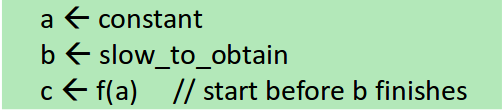 a ← constant
b ← slow_to_obtain
c ← f(a) // start before b finishes